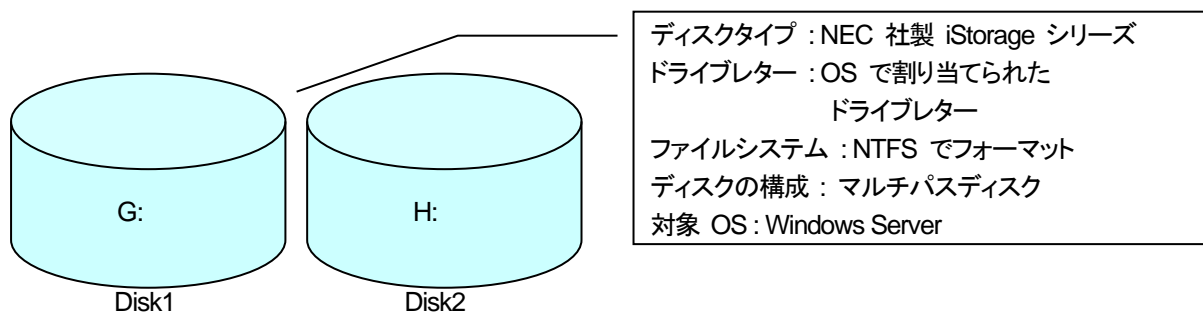 ディスクタイプ : NEC 社製 iStorage シリーズ
ドライブレター : OS で割り当てられた
ドライブレター
ファイルシステム : NTFS でフォーマット
ディスクの構成 : マルチパスディスク
対象 OS : Windows Server
G:
H:
Disk1
Disk2